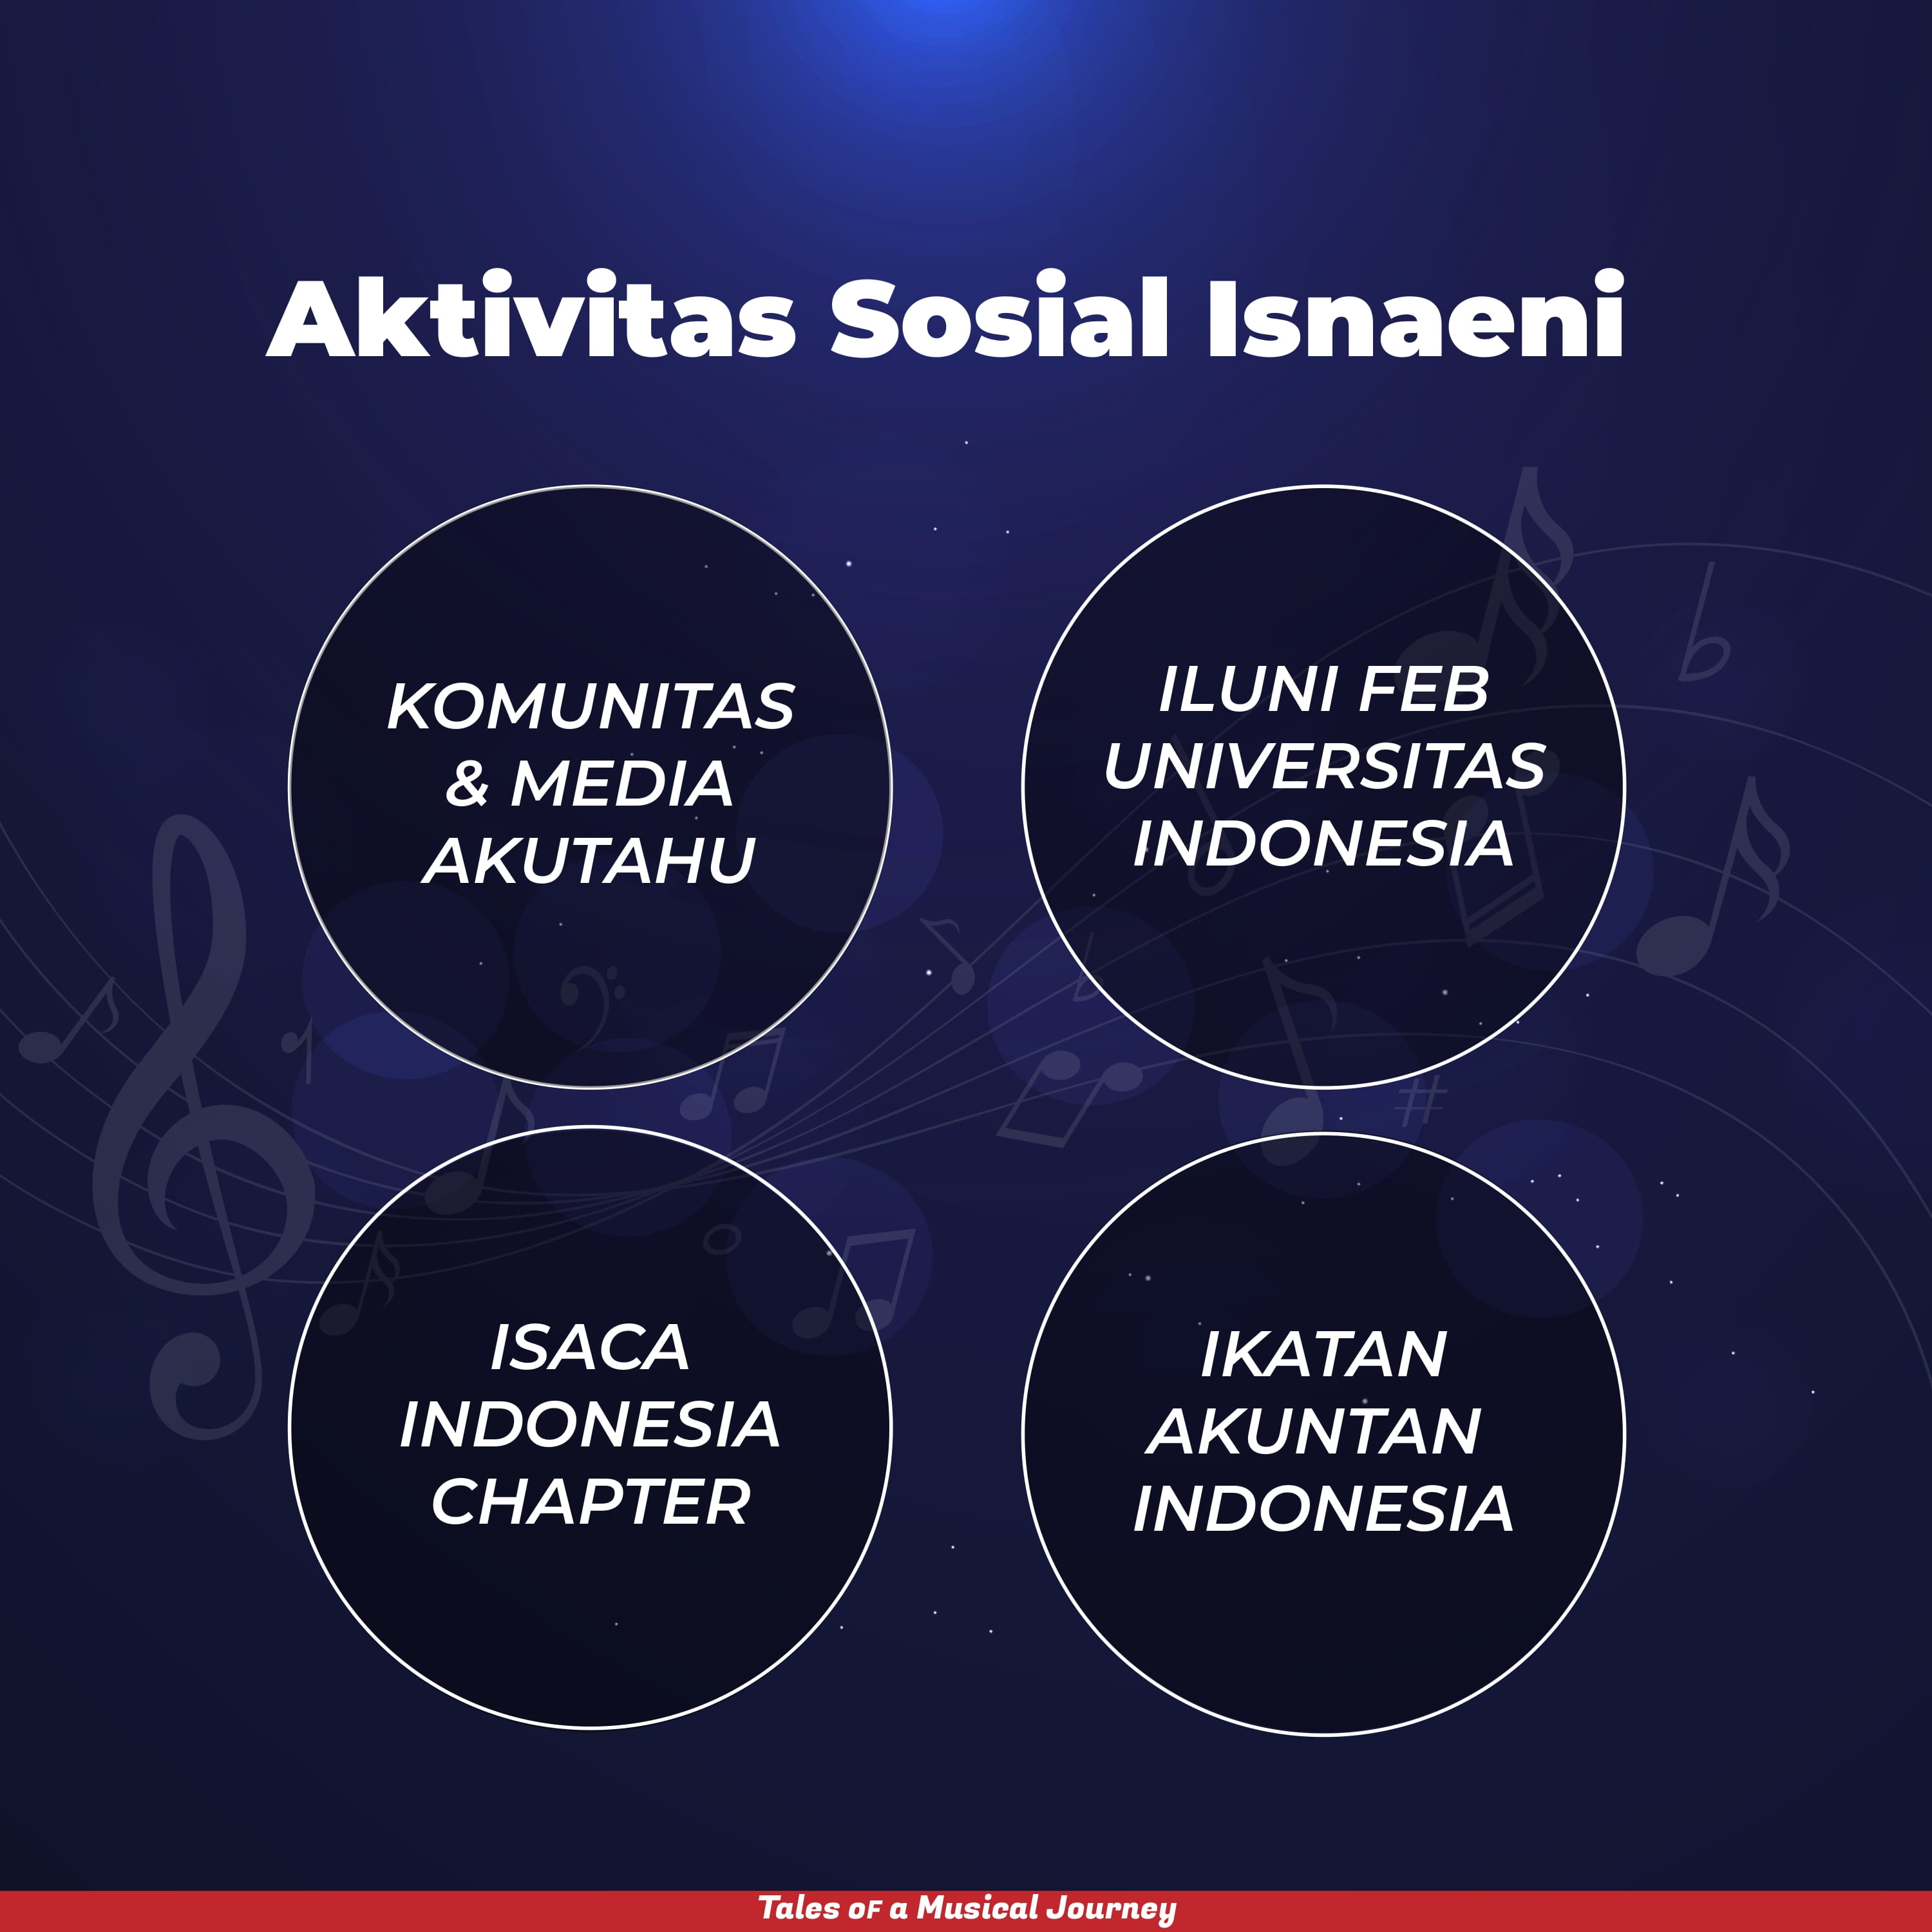 Aktivitas Sosial Isnaeni
KOMUNITAS
& MEDIA
AKUTAHU
ILUNI FEB
UNIVERSITAS
INDONESIA
ISACA
INDONESIA
CHAPTER
IKATAN
AKUNTAN
INDONESIA
Tales oF a Musical Journey